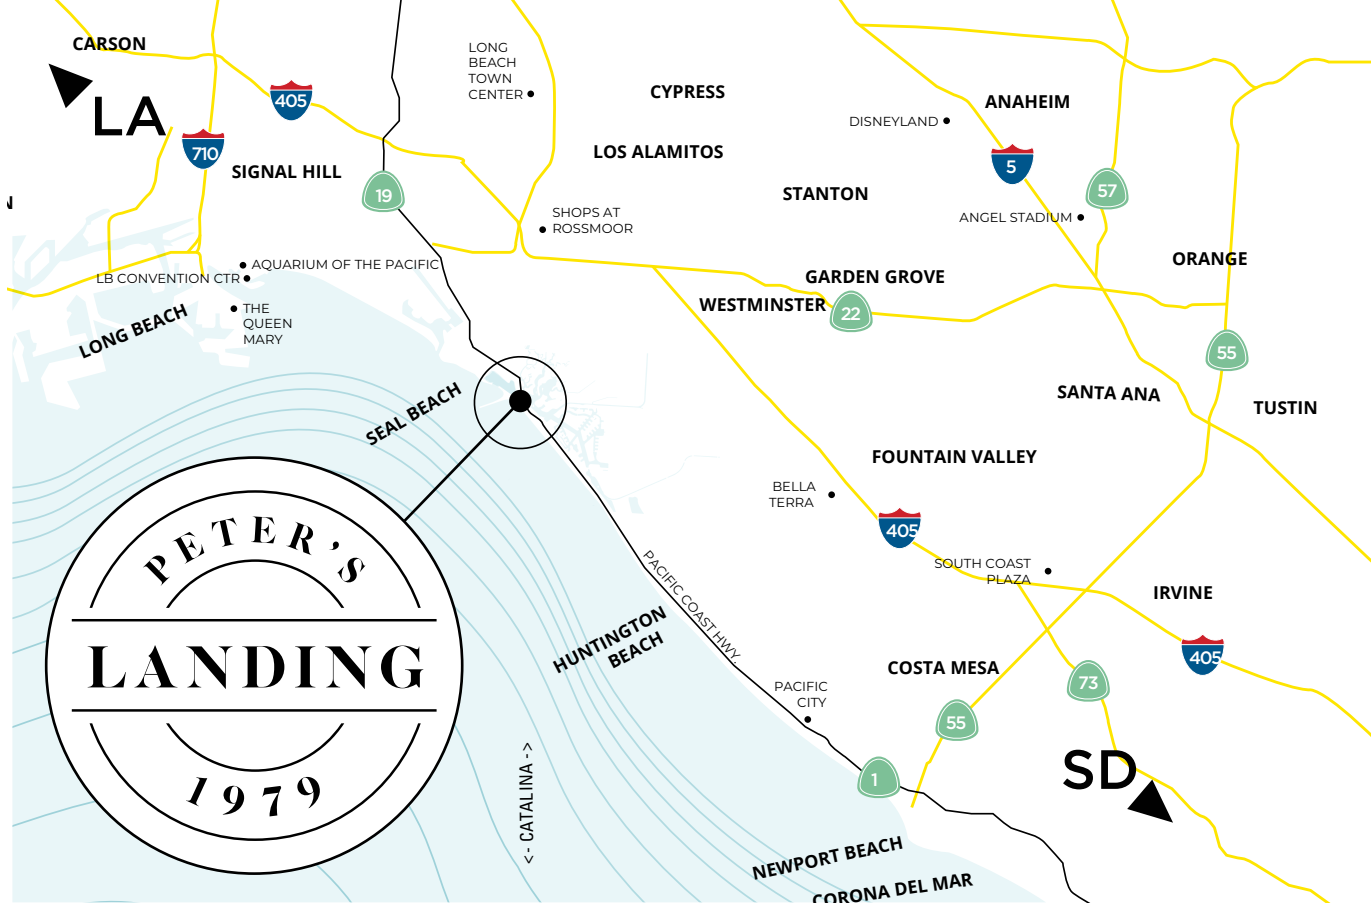 CARSON
LA
405
710
SIGNAL HILL
19
LONG
BEACH
TOWN
CENTER
CYPRESS
LOS ALAMITOS
STANTON
DISNEYLAND
ANAHEIM
5
57
ANGEL STADIUM
SHOPS AT
ROSSMOOR
ORANGE
N
AQUARIUM OF THE PACIFIC
LB CONVENTION CTR
THE
QUEEN
MARY
LONG BEACH
GARDEN GROVE
WESTMINSTER
22
55
SANTA ANA
TUSTIN
SEAL BEACH
FOUNTAIN VALLEY
BELLA
TERRA
405
SOUTH COAST
PLAZA
IRVINE
405
PETER'S
LANDING
1979
PACIFIC COAST HWY.
HUNTINGTON
BEACH
COSTA MESA
73
PACIFIC
CITY
55
1
SD
<- CATALINA ->
NEWPORT BEACH
CORONA DEL MAR